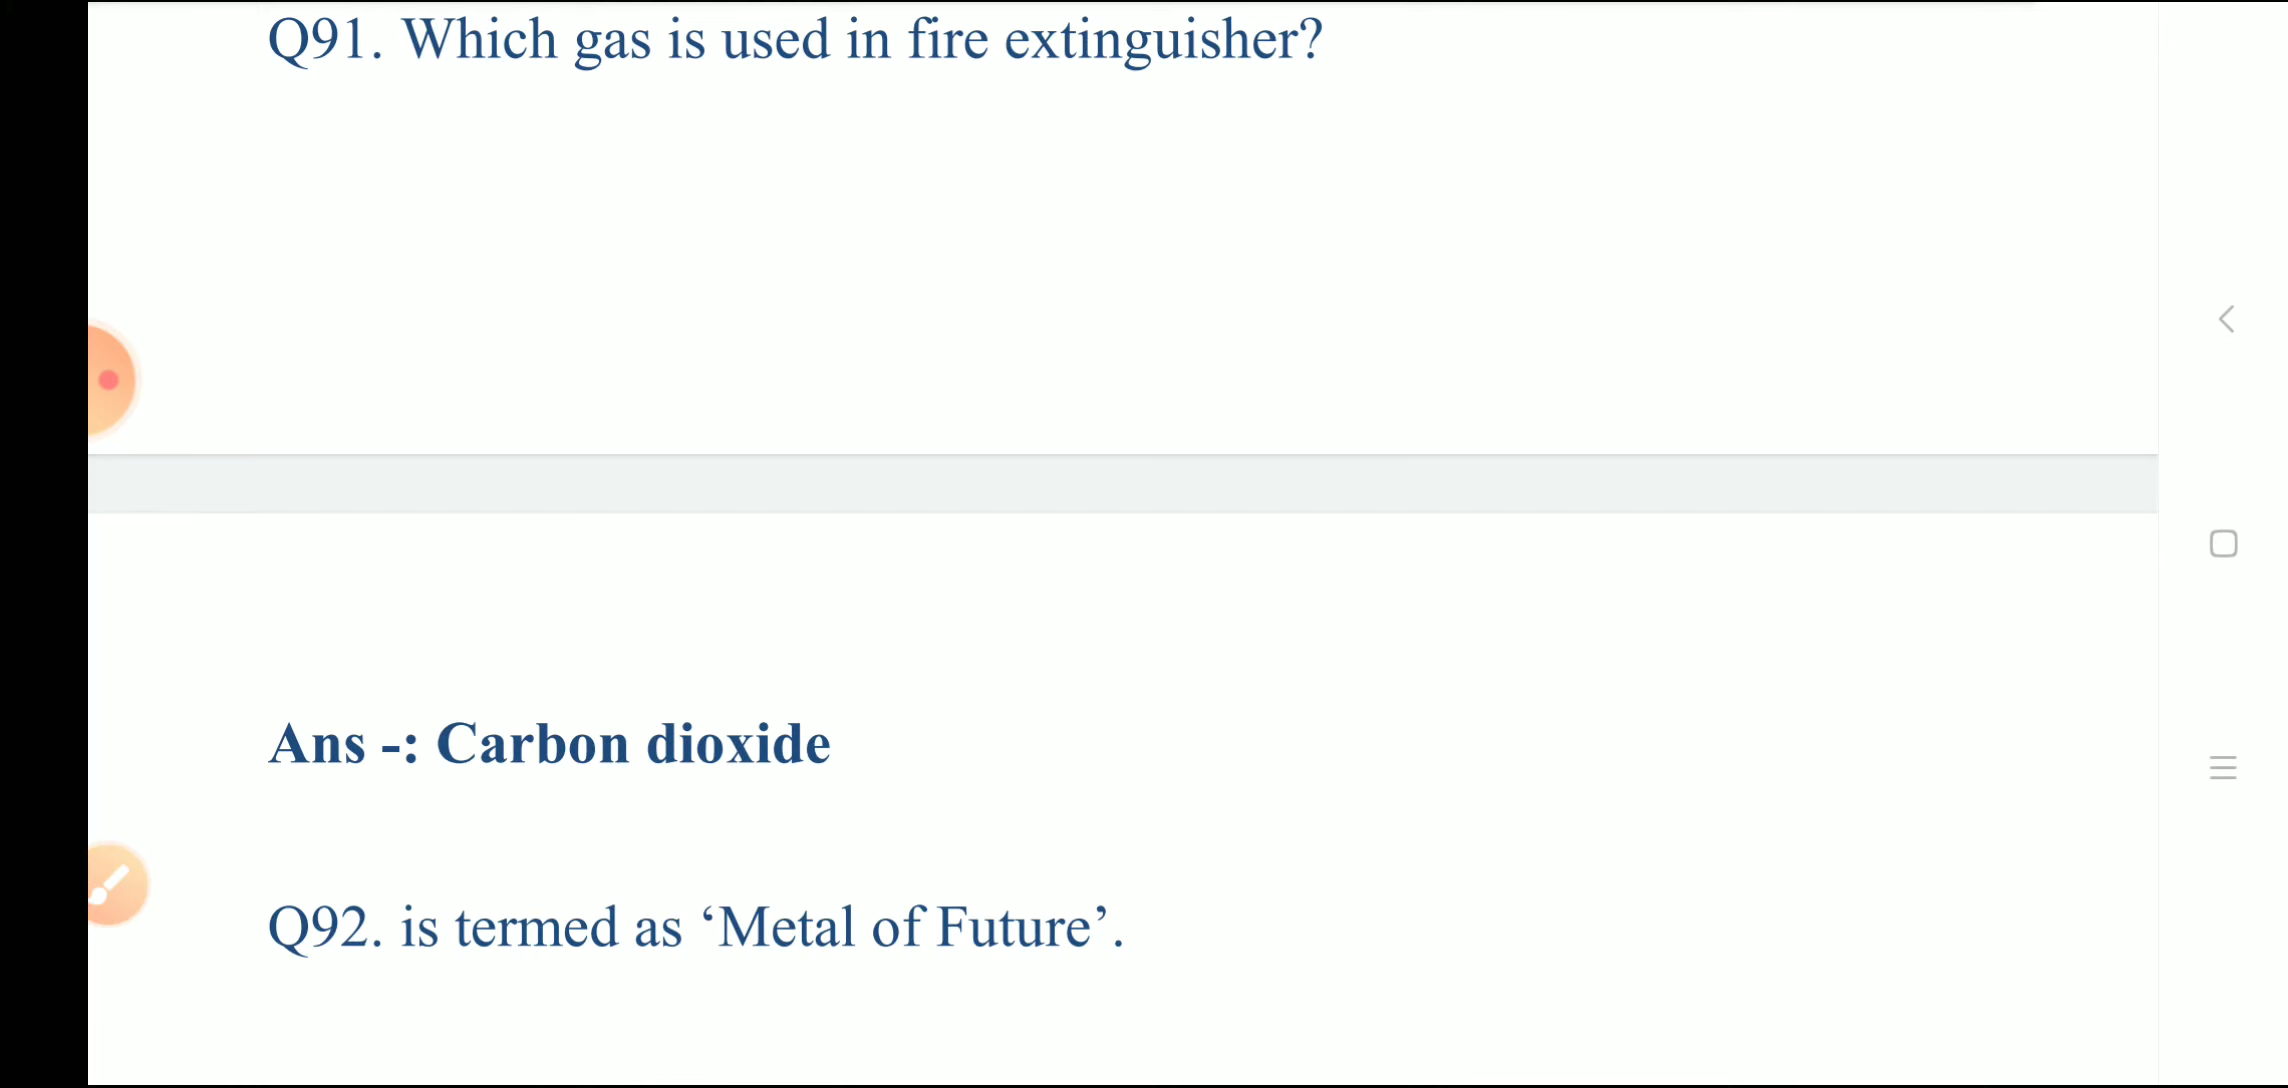 Q91. Which gas is used in fire extinguisher?
Ans -: Carbon dioxide
Q92. is termed as ‘Metal of Future’.